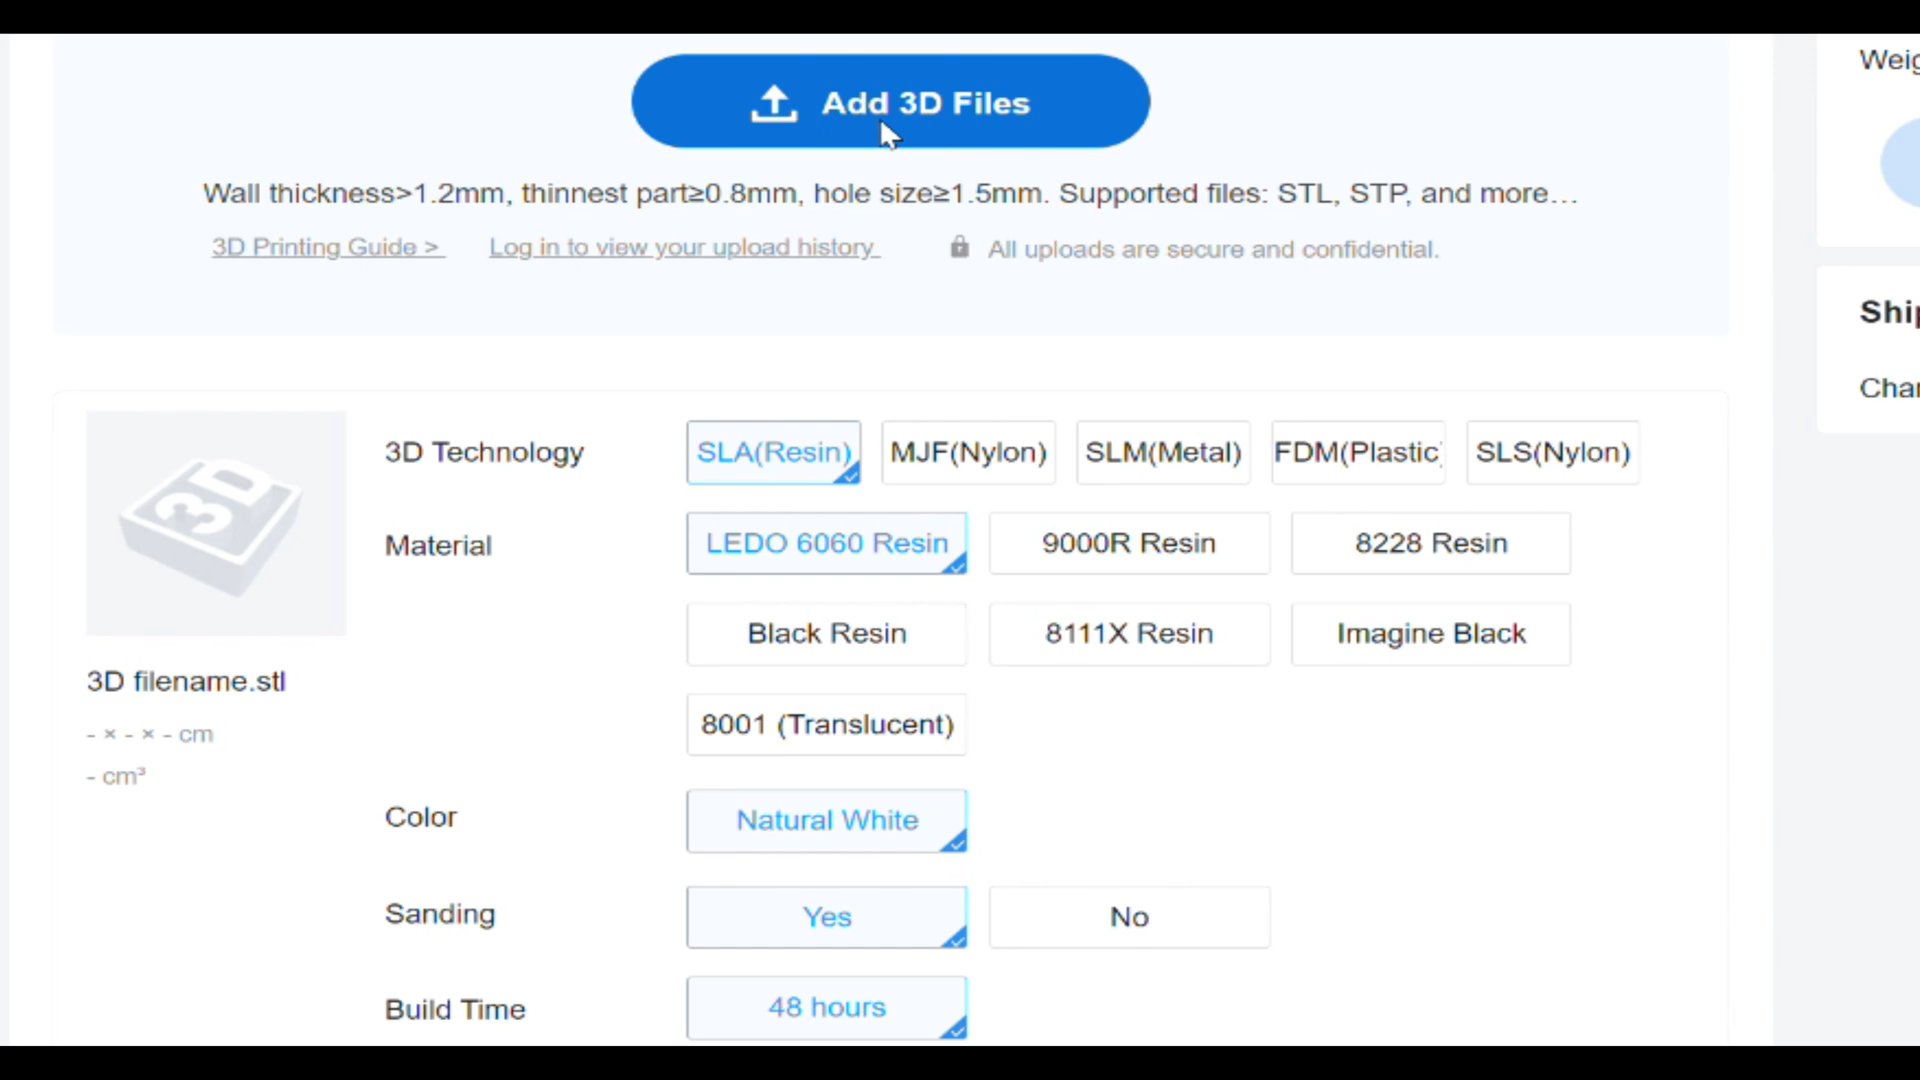 Add 3D Files
Wall thickness>1.2mm, thinnest part≥0.8mm, hole size≥1.5mm. Supported files: STL, STP, and more...
3D Printing Guide > Log in to view your upload history All uploads are secure and confidential.
3D
3D filename.stl
- × - × - cm
- cm³
3D Technology SLA(Resin) MJF(Nylon) SLM(Metal) FDM(Plastic) SLS(Nylon)
Material LEDO 6060 Resin 9000R Resin 8228 Resin
Black Resin 8111X Resin Imagine Black
8001 (Translucent)
Color Natural White
Sanding Yes No
Build Time 48 hours